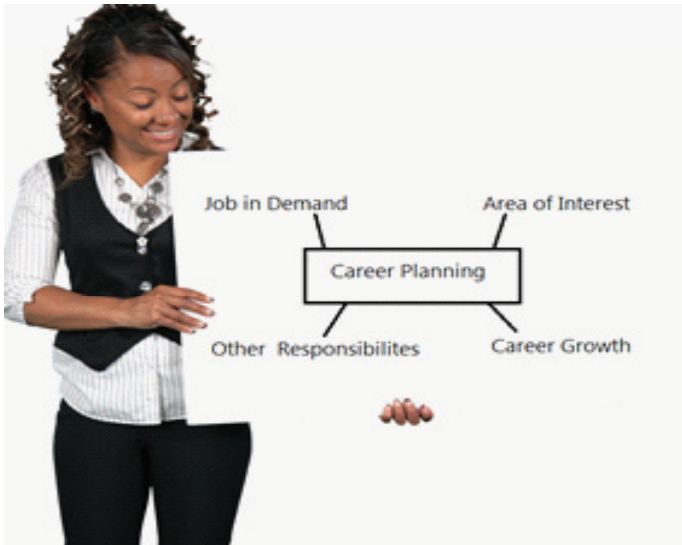 Job in Demand
Area of Interest
Career Planning
Other Responsibilites
Career Growth